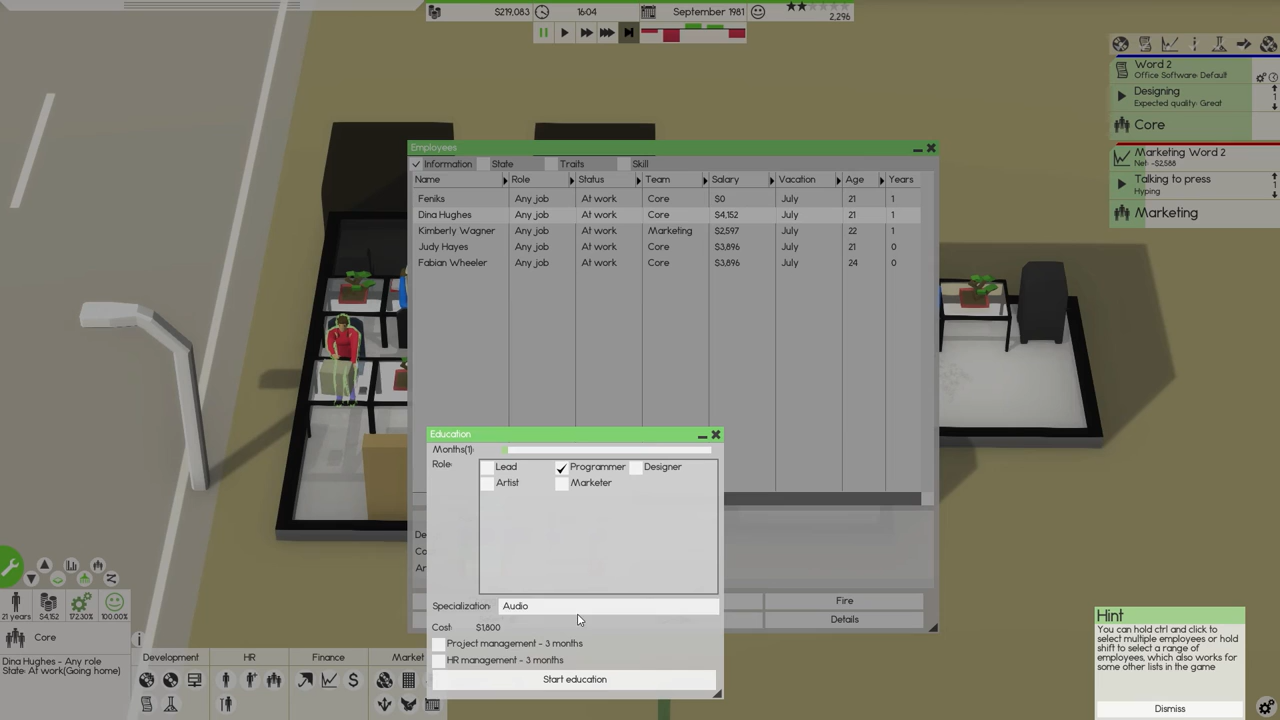 $219,083
16:04
September 1981
2,296
Word 2
Office Software: Default
Designing
Expected quality: Great
1
Core
Marketing Word 2
Net: -$2,588
Talking to press
Hyping
1
Marketing
Employees
Information State Traits Skill
Name Role Status Team Salary Vacation Age Years
Feniks Any job At work Core $0 July 21 1
Dina Hughes Any job At work Core $4,152 July 21 1
Kimberly Wagner Any job At work Marketing $2,597 July 22 1
Judy Hayes Any job At work Core $3,896 July 21 0
Fabian Wheeler Any job At work Core $3,896 July 24 0
De
Co
Ar
Fire
Details
Education
Months(1):
Role:
Lead Programmer Designer
Artist Marketer
Specialization: Audio
Cost: $1,800
Project management - 3 months
HR management - 3 months
Start education
21 years $4,152 172.30% 100.00%
Core
Dina Hughes - Any role
State: At work(Going home)
Development HR Finance Market
Hint
You can hold ctrl and click to
select multiple employees or hold
shift to select a range of
employees, which also works for
some other lists in the game
Dismiss